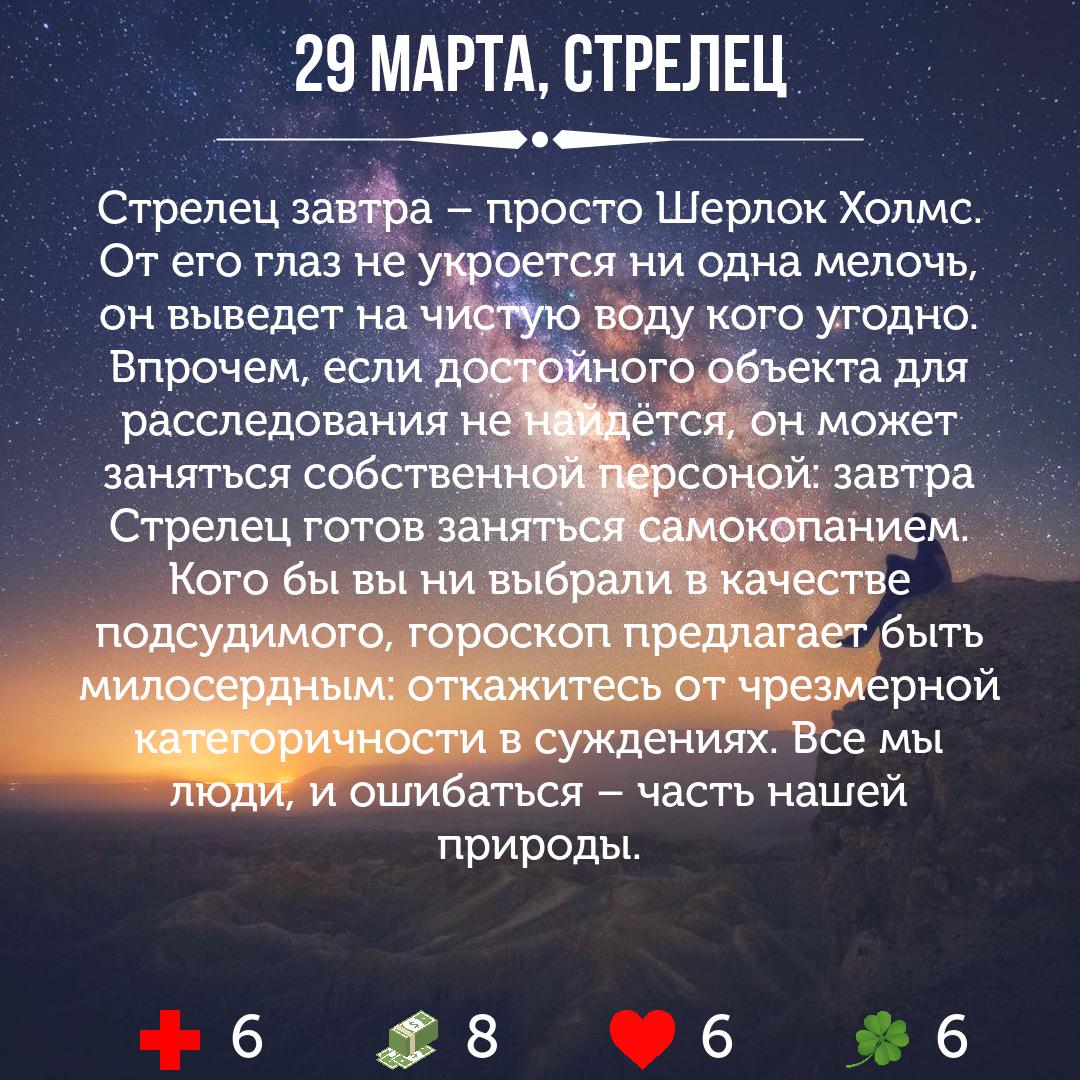 29 МАРТА, СТРЕЛЕЦ
Стрелец завтра – просто Шерлок Холмс.
От его глаз не укроется ни одна мелочь,
он выведет на чистую воду кого угодно.
Впрочем, если достойного объекта для
расследования не найдётся, он может
заняться собственной персоной: завтра
Стрелец готов заняться самокопанием.
Кого бы вы ни выбрали в качестве
подсудимого, гороскоп предлагает быть
милосердным: откажитесь от чрезмерной
категоричности в суждениях. Все мы
люди, и ошибаться – часть нашей
природы.
6 8 6 6